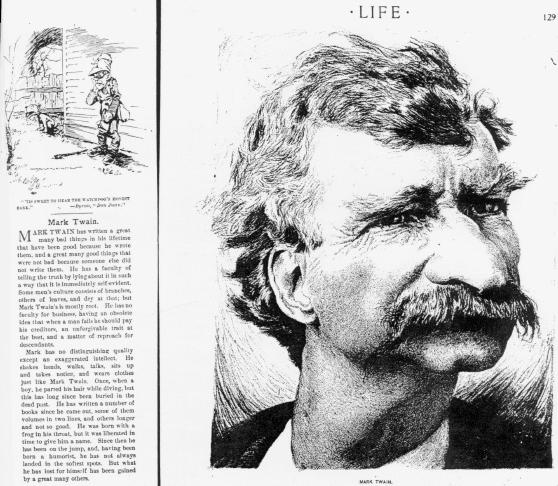 · LIFE ·
129
"'TIS SWEET TO HEAR THE WATCHDOG'S HONEST
BARK." —Byron, "Don Juan."
Mark Twain.
MARK TWAIN has written a great
many bad things in his lifetime
that have been good because he wrote
them, and a great many good things that
were not bad because someone else did
not write them. He has a faculty of
telling the truth by lying about it in such
a way that it is immediately self-evident.
Some men's culture consists of branches,
others of leaves, and dry at that; but
Mark Twain's is mostly root. He has no
faculty for business, having an obsolete
idea that when a man fails he should pay
his creditors, an unforgivable trait at
the best, and a matter of reproach for
descendants.
Mark has no distinguishing quality
except an exaggerated intellect. He
shakes hands, walks, talks, sits up
and takes notice, and wears clothes
just like Mark Twain. Once, when a
boy, he parted his hair while diving, but
this has long since been buried in the
dead past. He has written a number of
books since he came out, some of them
volumes in two lines, and others longer
and not so good. He was born with a
frog in his throat, but it was liberated in
time to give him a name. Since then he
has been on the jump, and, having been
born a humorist, he has not always
landed in the softest spots. But what
he has lost for himself has been gained
by a great many others.
MARK TWAIN.